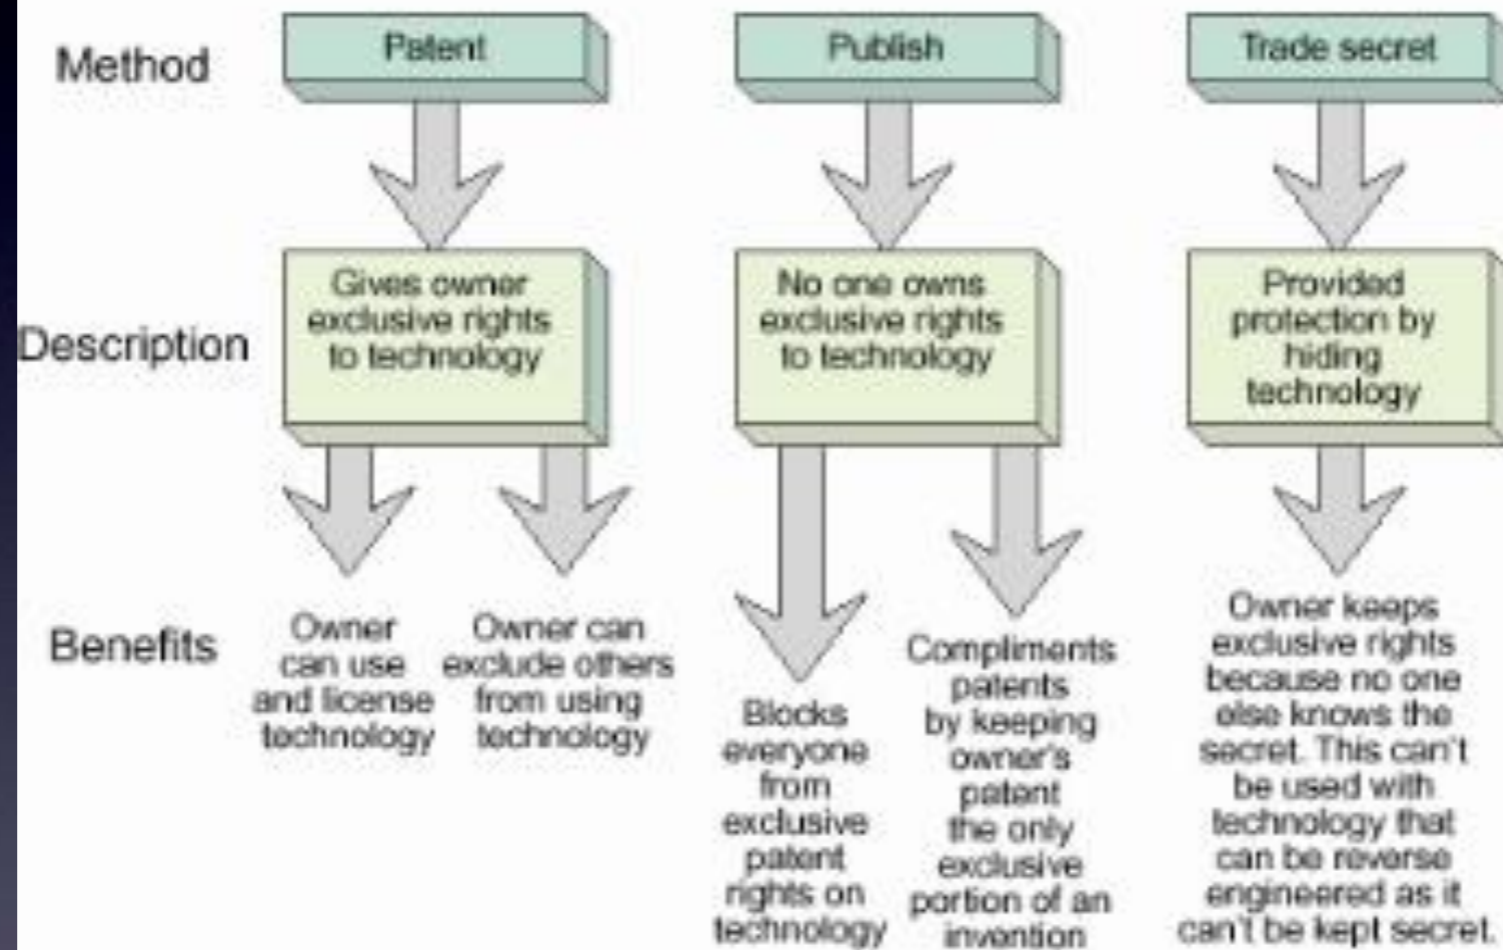 Method
Patent
Publish
Trade secret
Description
Gives owner
exclusive rights
to technology
No one owns
exclusive rights
to technology
Provided
protection by
hiding
technology
Benefits
Owner
can use
and license
technology
Owner can
exclude others
from using
technology
Blocks
everyone
from
exclusive
patent
rights on
technology
Compliments
patents
by keeping
owner's
patent
the only
exclusive
portion of an
invention
Owner keeps
exclusive rights
because no one
else knows the
secret. This can't
be used with
technology that
can be reverse
engineered as it
can't be kept secret.